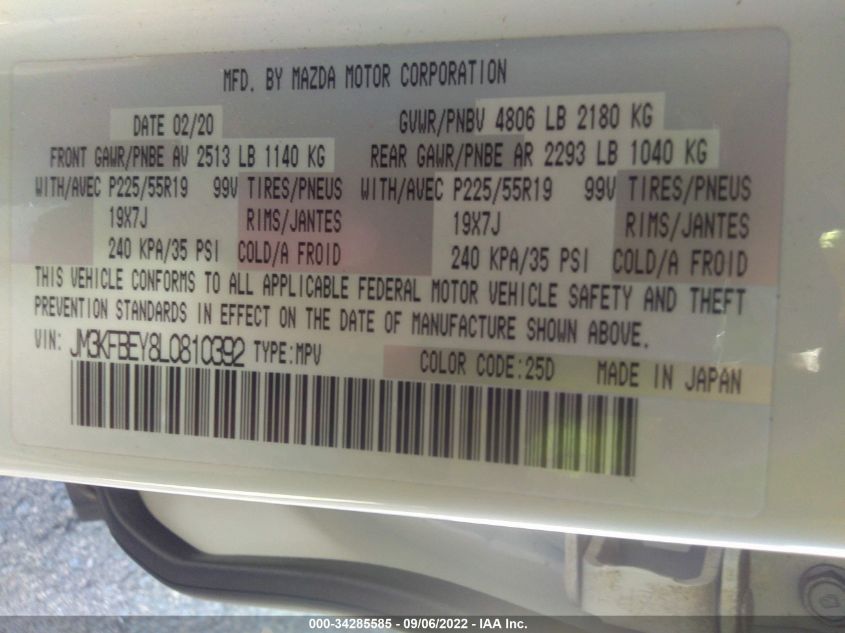 MFD. BY MAZDA MOTOR CORPORATION
DATE 02/20 GVWR/PNBV 4806 LB 2180 KG
FRONT GAWR/PNBE AV 2513 LB 1140 KG REAR GAWR/PNBE AR 2293 LB 1040 KG
WITH/AVEC P225/55R19 99V TIRES/PNEUS WITH/AVEC P225/55R19 99V TIRES/PNEUS
19X7J RIMS/JANTES 19X7J RIMS/JANTES
240 KPA/35 PSI COLD/A FROID 240 KPA/35 PSI COLD/A FROID
THIS VEHICLE CONFORMS TO ALL APPLICABLE FEDERAL MOTOR VEHICLE SAFETY AND THEFT
PREVENTION STANDARDS IN EFFECT ON THE DATE OF MANUFACTURE SHOWN ABOVE.
VIN: JM3KFBEY8L0810392 TYPE:MPV COLOR CODE:25D MADE IN JAPAN
000-34285585 - 09/06/2022 - IAA Inc.